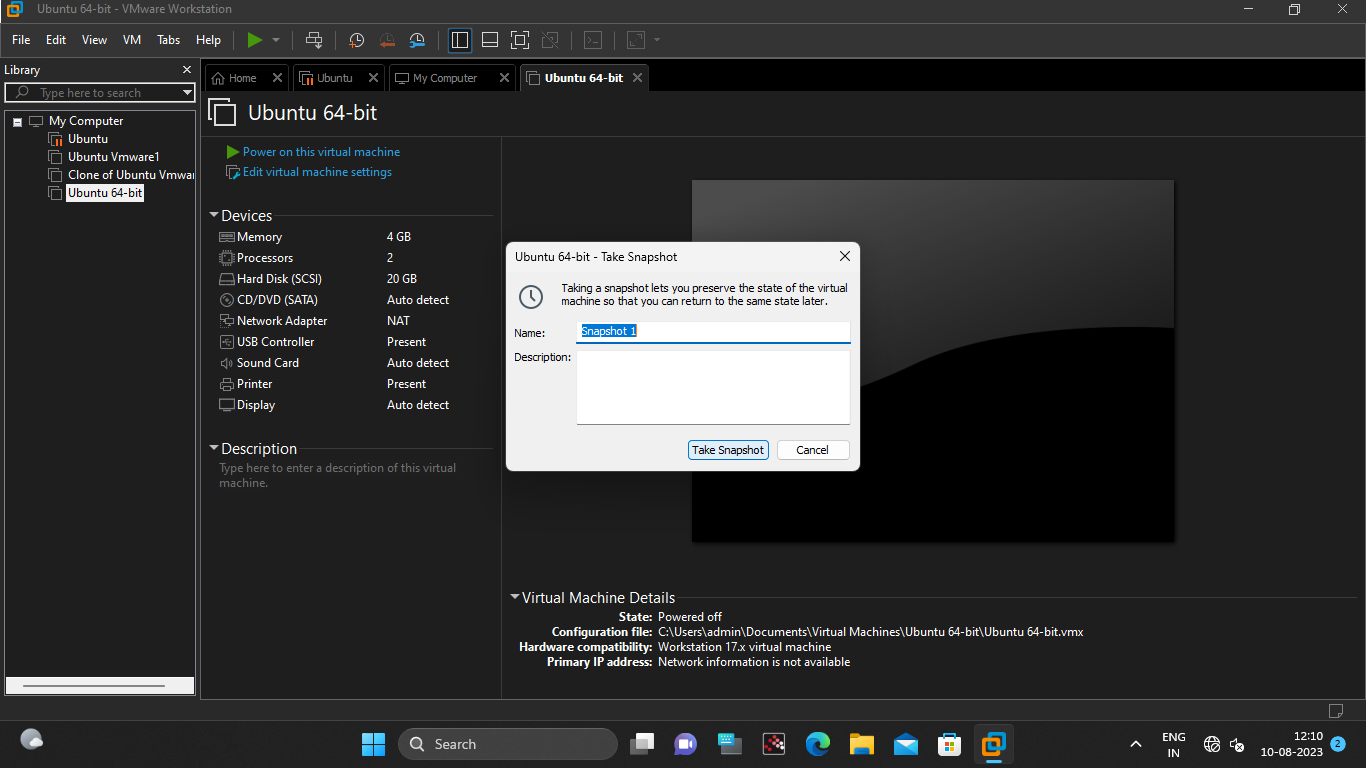 Ubuntu 64-bit - VMware Workstation
File Edit View VM Tabs Help
Library
Type here to search
My Computer
Ubuntu
Ubuntu Vmware1
Clone of Ubuntu Vmwar
Ubuntu 64-bit
Home Ubuntu My Computer Ubuntu 64-bit
Ubuntu 64-bit
Power on this virtual machine
Edit virtual machine settings
Devices
Memory 4 GB
Processors 2
Hard Disk (SCSI) 20 GB
CD/DVD (SATA) Auto detect
Network Adapter NAT
USB Controller Present
Sound Card Auto detect
Printer Present
Display Auto detect
Description
Type here to enter a description of this virtual
machine.
Ubuntu 64-bit - Take Snapshot
Taking a snapshot lets you preserve the state of the virtual
machine so that you can return to the same state later.
Name: Snapshot 1
Description:
Take Snapshot Cancel
Virtual Machine Details
State: Powered off
Configuration file: C:\Users\admin\Documents\Virtual Machines\Ubuntu 64-bit\Ubuntu 64-bit.vmx
Hardware compatibility: Workstation 17.x virtual machine
Primary IP address: Network information is not available
Search
ENG
IN
12:10
10-08-2023
2